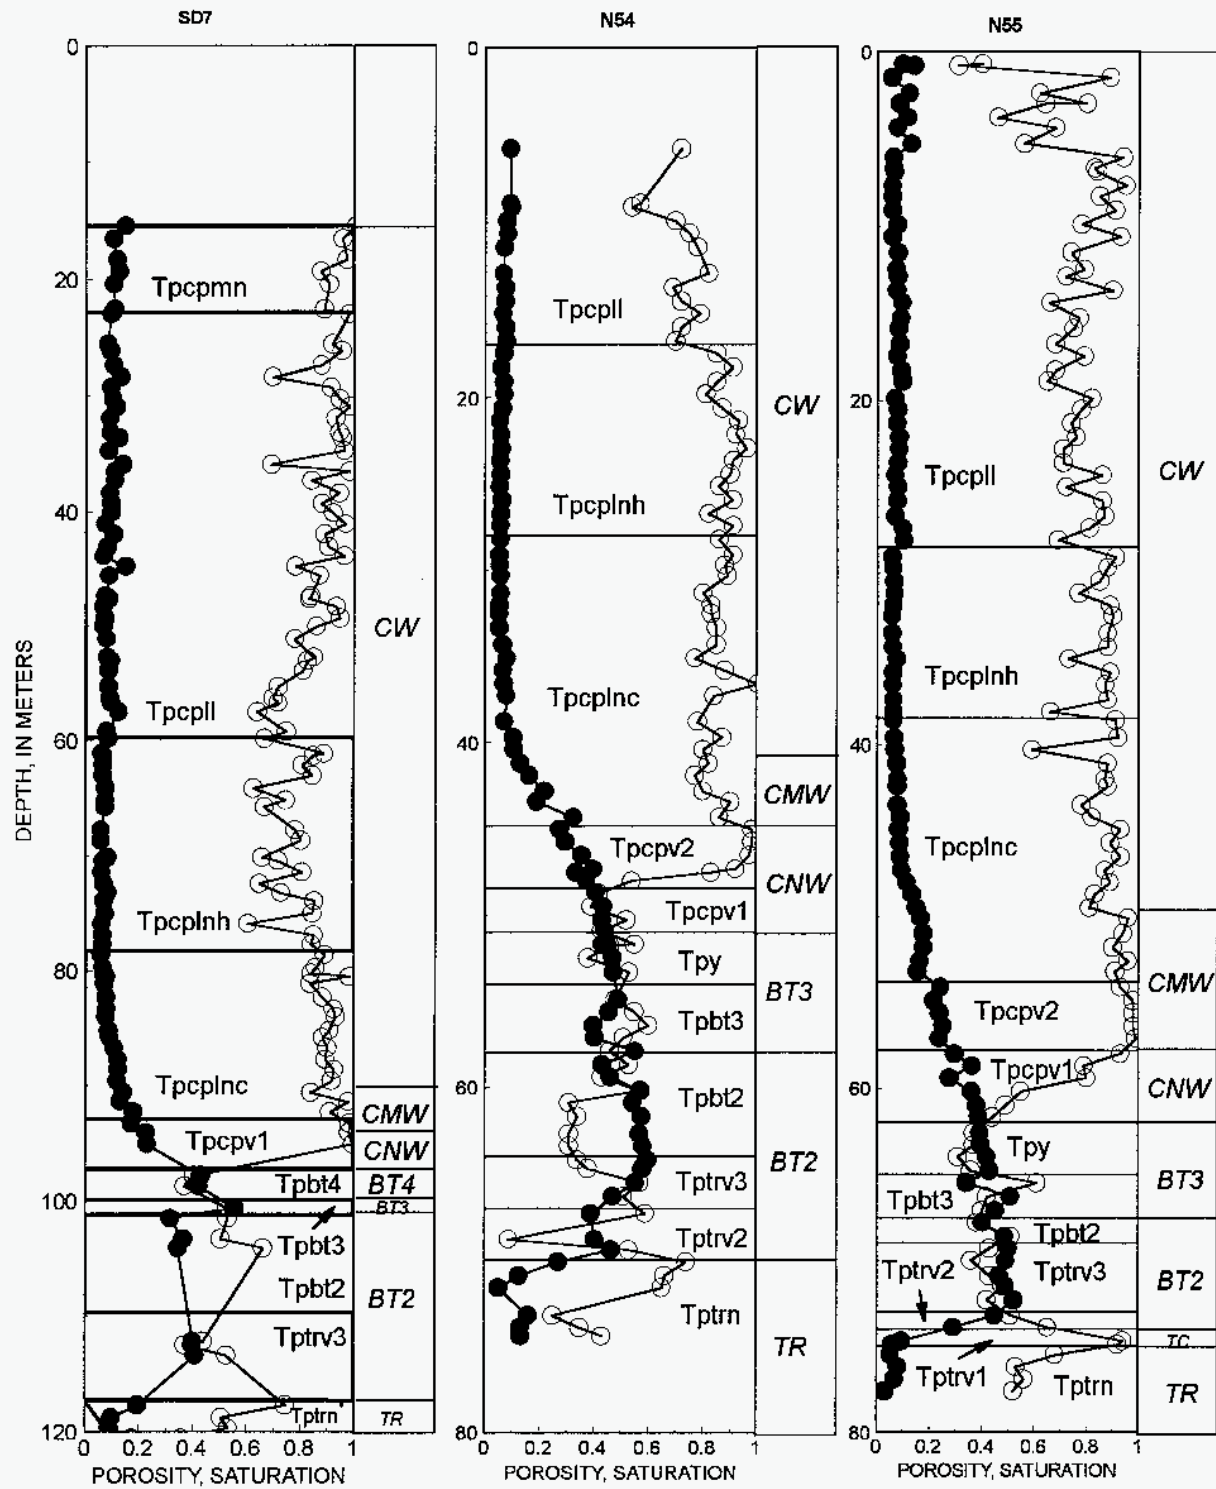 SD7
N54
N55
DEPTH, IN METERS
0
20
40
60
80
100
120
Tpcpmn
Tpcpll
Tpcplnh
Tpcplnc
Tpcpv1
Tpbt4
Tpbt3
Tpbt2
Tptrv3
Tptrn
CW
CMW
CNW
BT4
BT3
BT2
TR
0 0.2 0.4 0.6 0.8 1
POROSITY, SATURATION
0
20
40
60
80
Tpcpll
Tpcplnh
Tpcplnc
Tpcpv2
Tpcpv1
Tpy
Tpbt3
Tpbt2
Tptrv3
Tptrv2
Tptrn
CW
CMW
CNW
BT3
BT2
TR
0 0.2 0.4 0.6 0.8 1
POROSITY, SATURATION
0
20
40
60
80
Tpcpll
Tpcplnh
Tpcplnc
Tpcpv2
Tpcpv1
Tpy
Tpbt3
Tpbt2
Tptrv2
Tptrv3
Tptrv1
Tptrn
CW
CMW
CNW
BT3
BT2
TC
TR
0 0.2 0.4 0.6 0.8 1
POROSITY, SATURATION